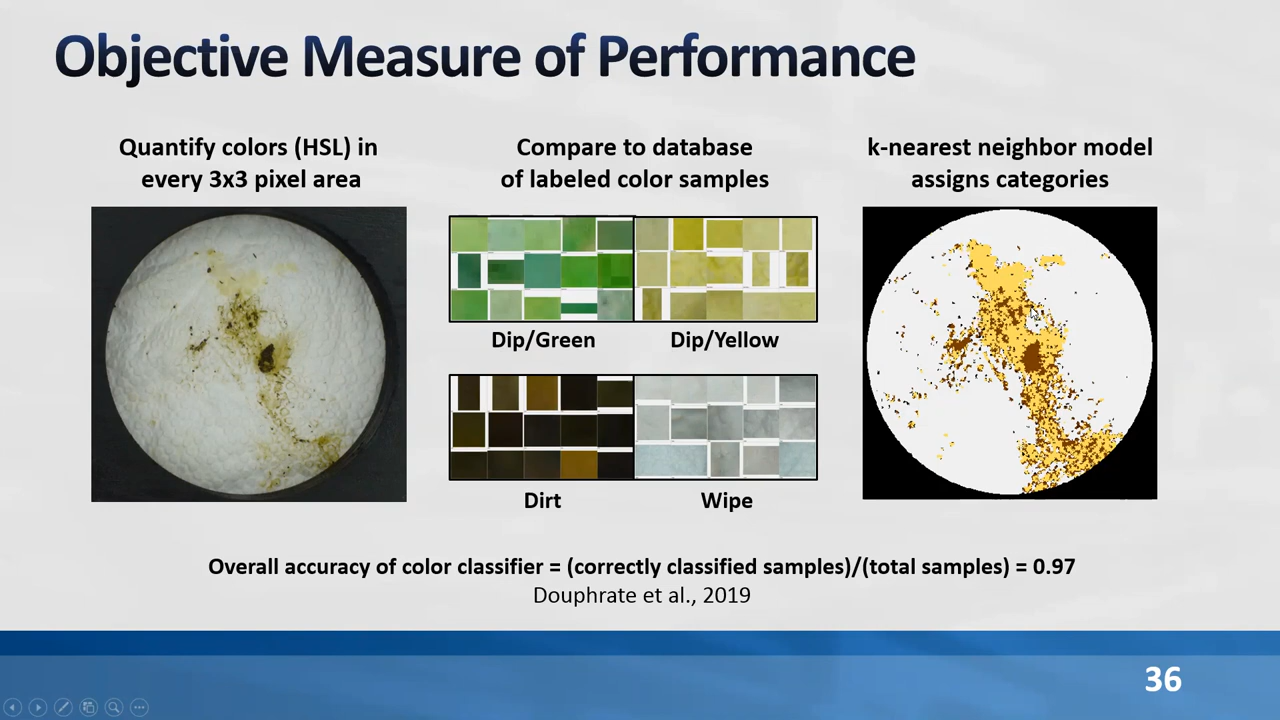 Objective Measure of Performance
Quantify colors (HSL) in
every 3x3 pixel area
Compare to database
of labeled color samples
k-nearest neighbor model
assigns categories
Dip/Green
Dip/Yellow
Dirt
Wipe
Overall accuracy of color classifier = (correctly classified samples)/(total samples) = 0.97
Douphrate et al., 2019
36